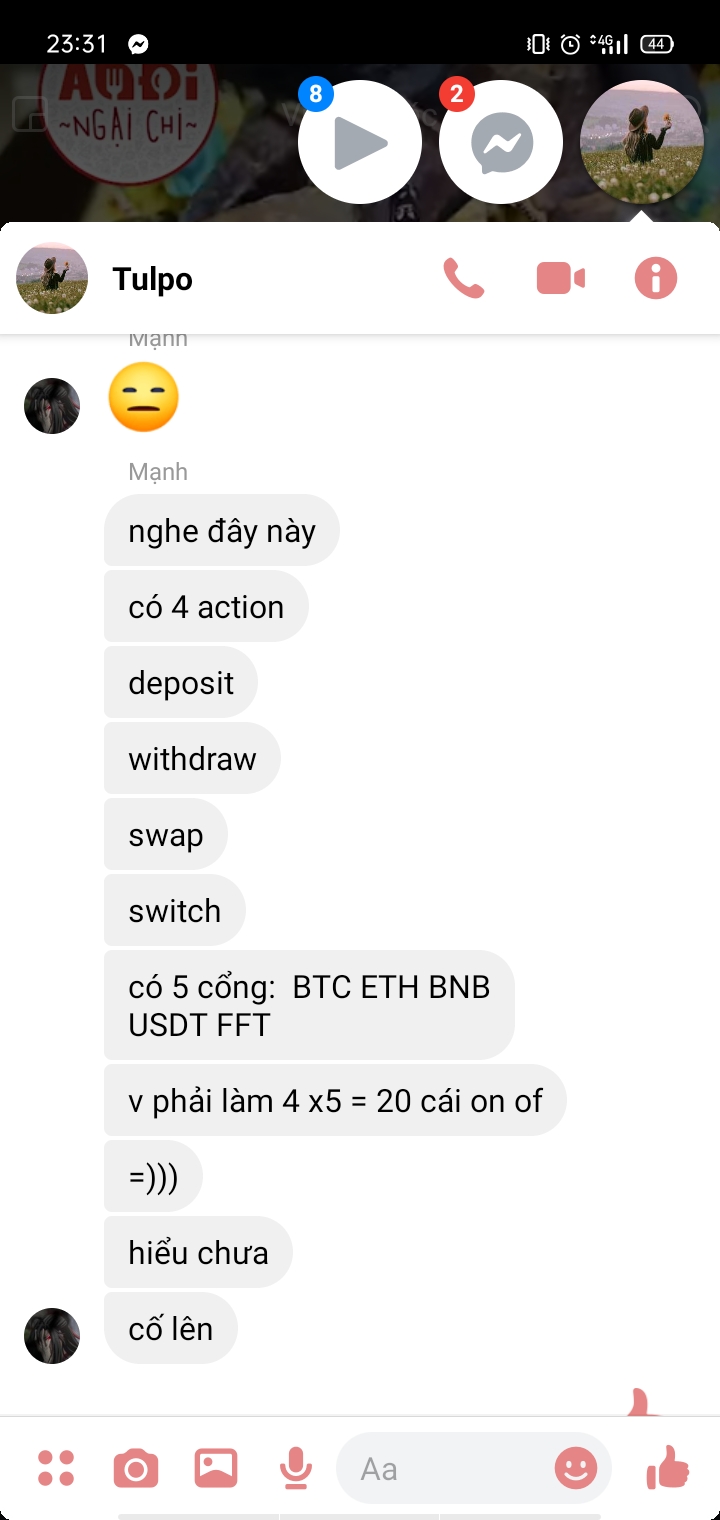 23:31
4G
44
~NGẠI CHI~
8
2
Tulpo
Mạnh
Mạnh
nghe đây này
có 4 action
deposit
withdraw
swap
switch
có 5 cổng:  BTC ETH BNB
USDT FFT
v phải làm 4 x5 = 20 cái on of
=)))
hiểu chưa
cố lên
Aa